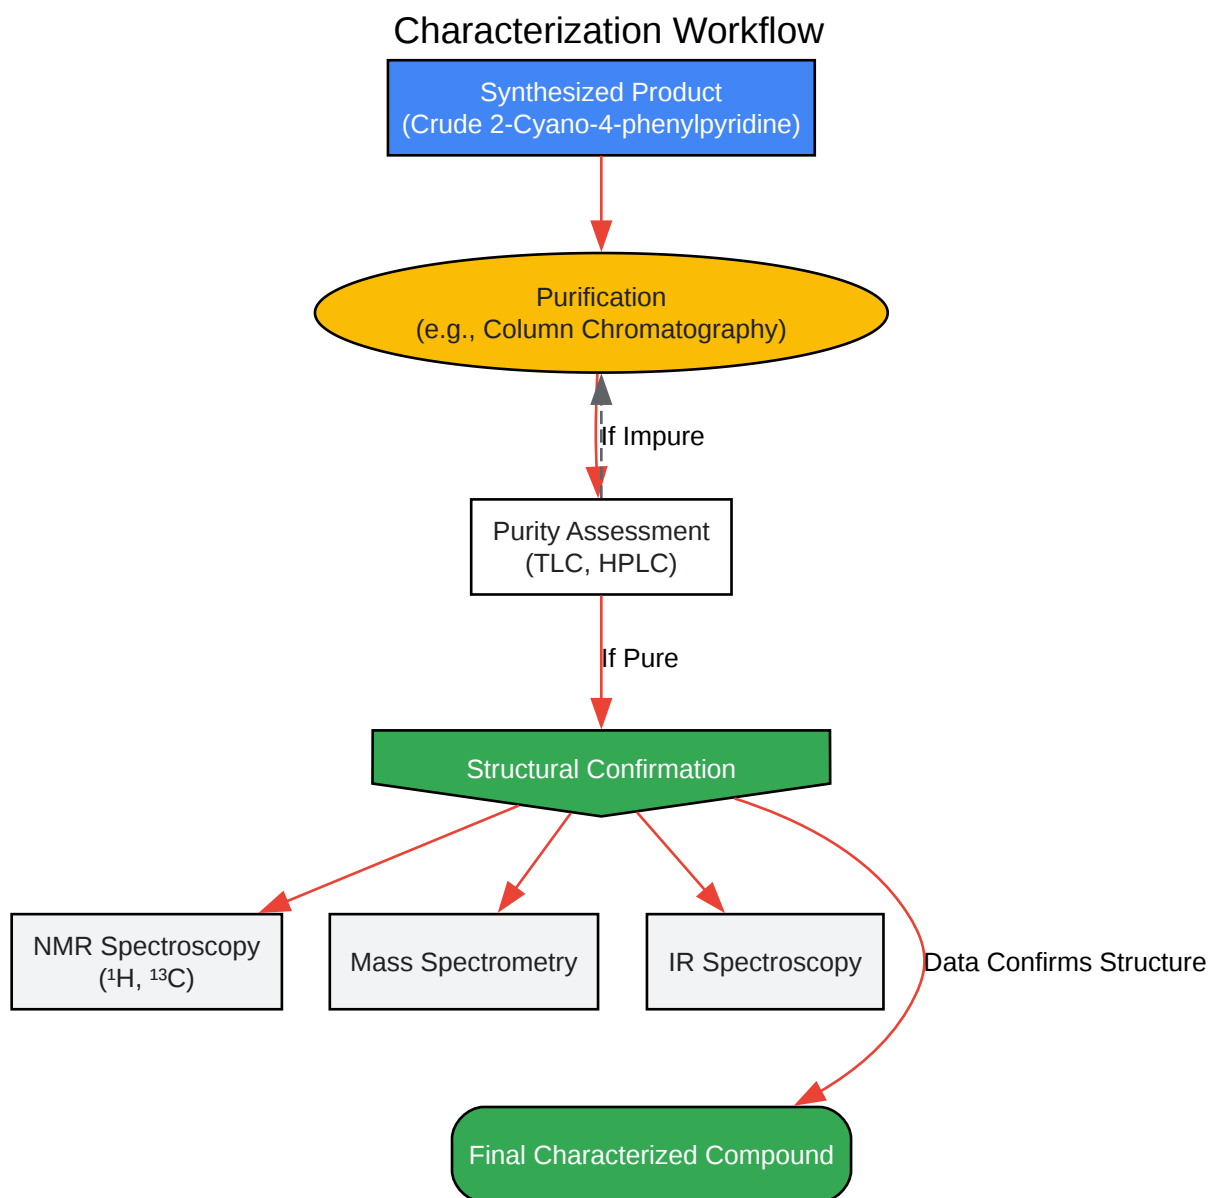 Characterization Workflow
Synthesized Product
(Crude 2-Cyano-4-phenylpyridine)
Purification
(e.g., Column Chromatography)
If Impure
Purity Assessment
(TLC, HPLC)
If Pure
Structural Confirmation
NMR Spectroscopy
(¹H, ¹³C)
Mass Spectrometry
IR Spectroscopy
Data Confirms Structure
Final Characterized Compound